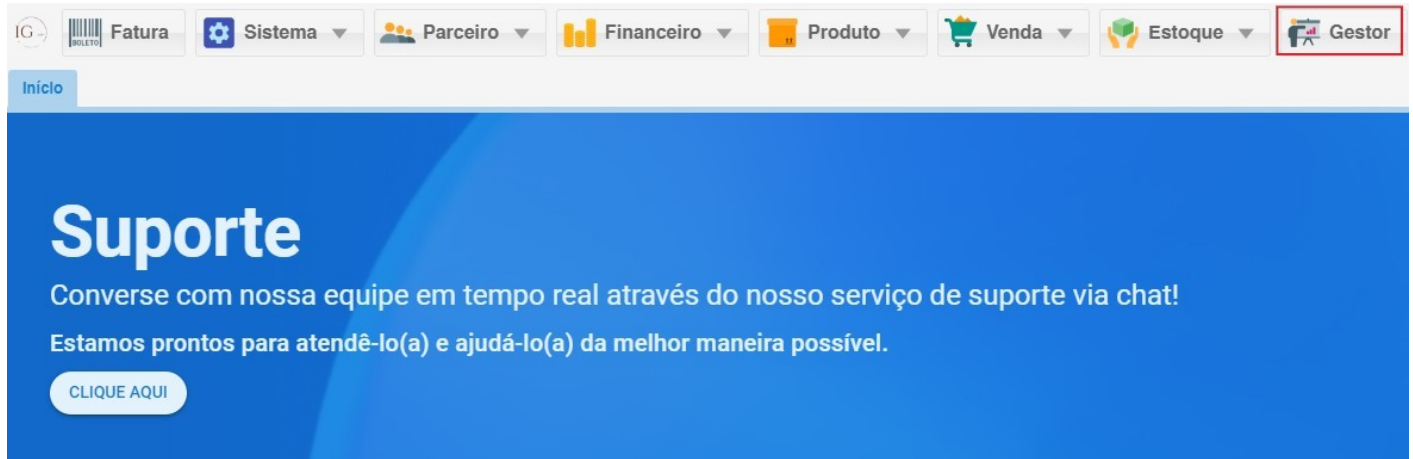 IG
BOLETO
Fatura
Sistema
Parceiro
Financeiro
Produto
Venda
Estoque
Gestor
Início
Suporte
Converse com nossa equipe em tempo real através do nosso serviço de suporte via chat!
Estamos prontos para atendê-lo(a) e ajudá-lo(a) da melhor maneira possível.
CLIQUE AQUI